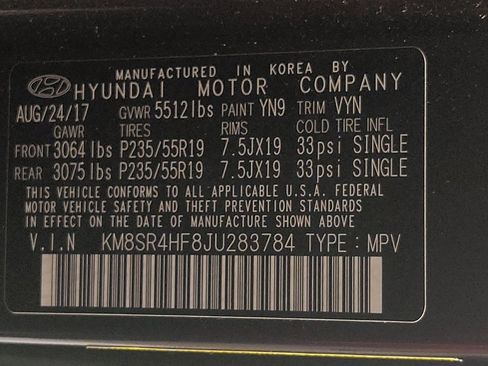 MANUFACTURED IN KOREA BY
HYUNDAI MOTOR COMPANY
AUG/24/17 GVWR 5512lbs PAINT YN9 TRIM VYN
GAWR TIRES RIMS COLD TIRE INFL
FRONT 3064lbs P235/55R19 7.5JX19 33psi SINGLE
REAR 3075lbs P235/55R19 7.5JX19 33psi SINGLE
THIS VEHICLE CONFORMS TO ALL APPLICABLE U.S.A. FEDERAL
MOTOR VEHICLE SAFETY AND THEFT PREVENTION STANDARDS
IN EFFECT ON THE DATE OF MANUFACTURE SHOWN ABOVE.
V.I.N KM8SR4HF8JU283784 TYPE : MPV